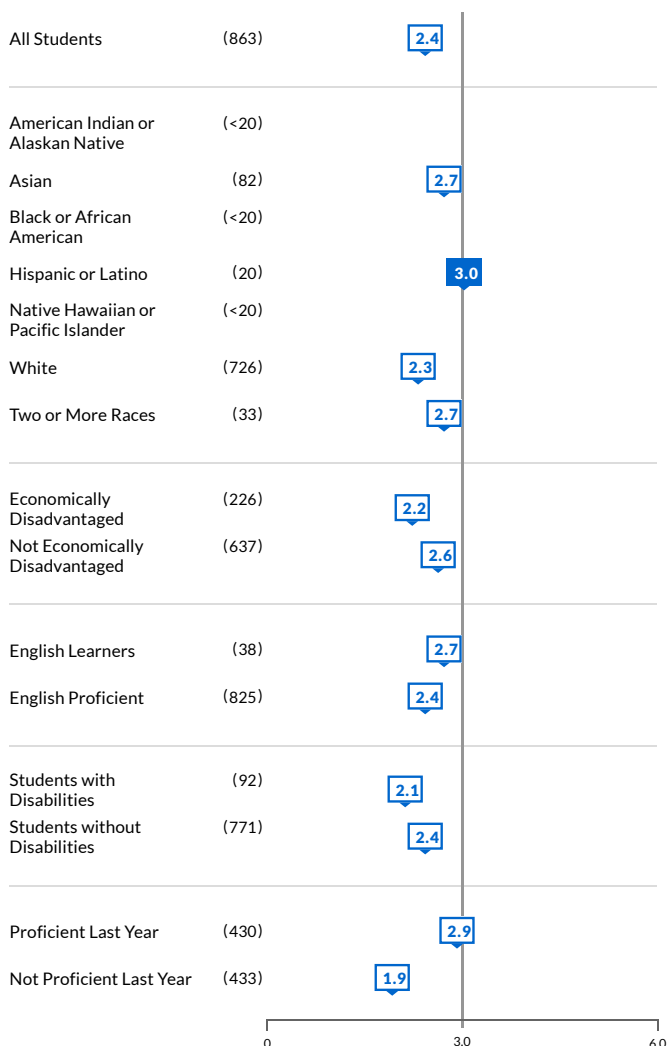 All Students (863) 2.4
American Indian or (<20)
Alaskan Native
Asian (82) 2.7
Black or African (<20)
American
Hispanic or Latino (20) 3.0
Native Hawaiian or (<20)
Pacific Islander
White (726) 2.3
Two or More Races (33) 2.7
Economically (226)
Disadvantaged 2.2
Not Economically (637)
Disadvantaged 2.6
English Learners (38) 2.7
English Proficient (825) 2.4
Students with (92)
Disabilities 2.1
Students without (771)
Disabilities 2.4
Proficient Last Year (430) 2.9
Not Proficient Last Year (433) 1.9
0 3.0 6.0